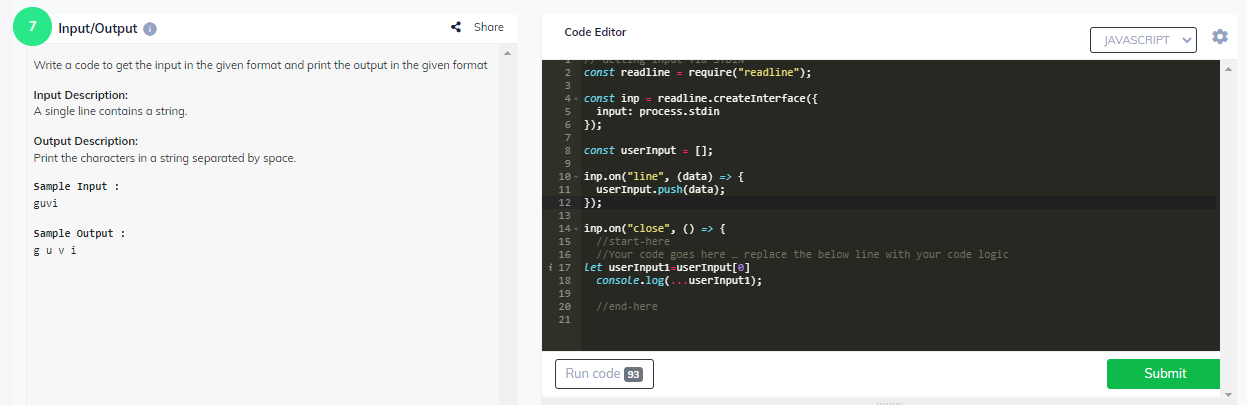 7 Input/Output i Share
Write a code to get the input in the given format and print the output in the given format
Input Description:
A single line contains a string.
Output Description:
Print the characters in a string separated by space.
Sample Input :
guvi
Sample Output :
g u v i
Code Editor
JAVASCRIPT
1 // Getting input via STDIN
2 const readline = require("readline");
3
4 const inp = readline.createInterface({
5 input: process.stdin
6 });
7
8 const userInput = [];
9
10 inp.on("line", (data) => {
11 userInput.push(data);
12 });
13
14 inp.on("close", () => {
15 //start-here
16 //Your code goes here … replace the below line with your code logic
i 17 let userInput1=userInput[0]
18 console.log(...userInput1);
19
20 //end-here
21
Run code 93
Submit